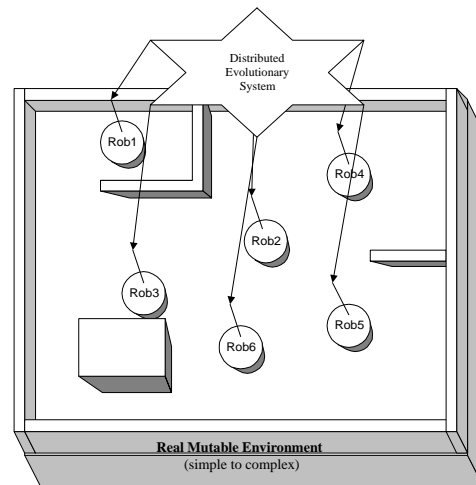 Distributed
Evolutionary
System
Rob1
Rob4
Rob2
Rob3
Rob5
Rob6
Real Mutable Environment
(simple to complex)